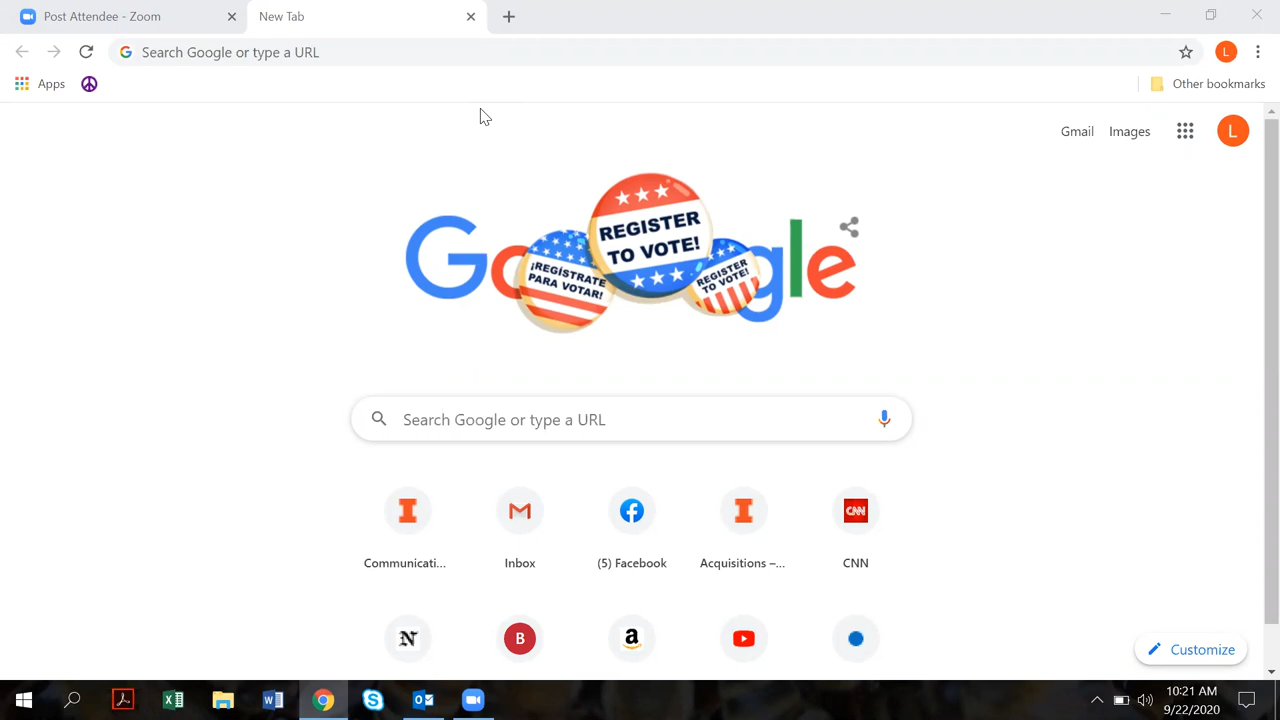 Post Attendee - Zoom
New Tab
Search Google or type a URL
L
Apps
Other bookmarks
Gmail
Images
L
Google
REGISTER
TO VOTE!
¡REGÍSTRATE
PARA VOTAR!
REGISTER
TO VOTE!
Search Google or type a URL
I
I
CNN
Communicati...
Inbox
(5) Facebook
Acquisitions –...
CNN
N
B
a
Customize
10:21 AM
9/22/2020